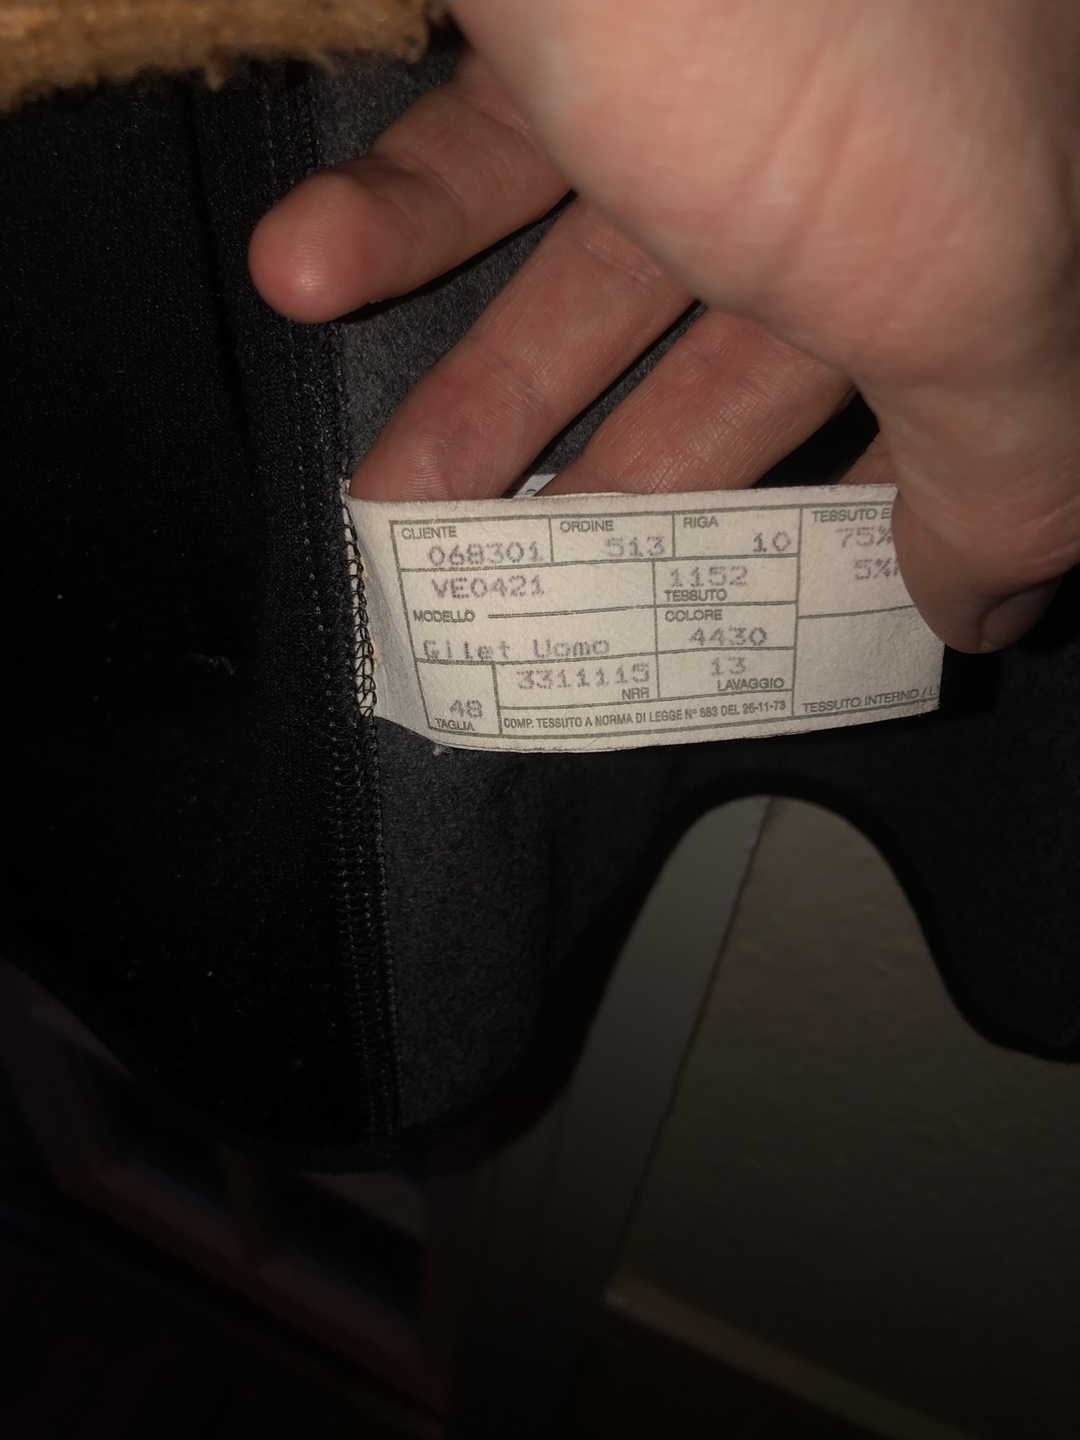 CLIENTE ORDINE RIGA TESSUTO E
068301 513 10 75%
VE0421 1152 5%
MODELLO TESSUTO
COLORE
Gilet Uomo 4430
3311115 13
NRR LAVAGGIO
48
TAGLIA COMP. TESSUTO A NORMA DI LEGGE N° 883 DEL 26-11-73 TESSUTO INTERNO /